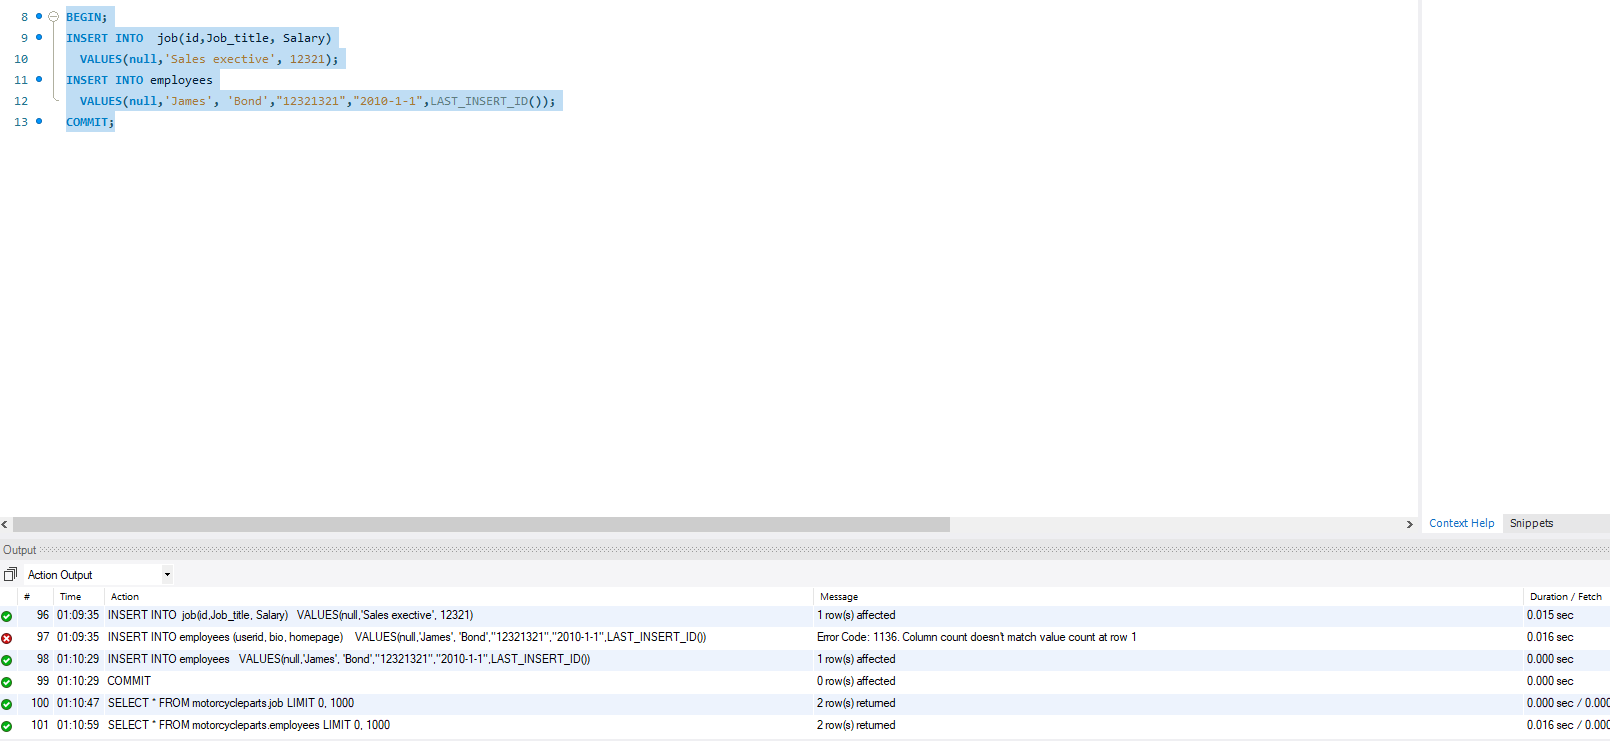 8 BEGIN;
9 INSERT INTO  job(id,Job_title, Salary)
10 VALUES(null,'Sales exective', 12321);
11 INSERT INTO employees
12 VALUES(null,'James', 'Bond',"12321321","2010-1-1",LAST_INSERT_ID());
13 COMMIT;
Context Help Snippets
Output
Action Output
# Time Action Message Duration / Fetch
96 01:09:35 INSERT INTO  job(id,Job_title, Salary)   VALUES(null,'Sales exective', 12321) 1 row(s) affected 0.015 sec
97 01:09:35 INSERT INTO employees (userid, bio, homepage)    VALUES(null,'James', 'Bond',"12321321","2010-1-1",LAST_INSERT_ID()) Error Code: 1136. Column count doesn't match value count at row 1 0.016 sec
98 01:10:29 INSERT INTO employees   VALUES(null,'James', 'Bond',"12321321","2010-1-1",LAST_INSERT_ID()) 1 row(s) affected 0.000 sec
99 01:10:29 COMMIT 0 row(s) affected 0.000 sec
100 01:10:47 SELECT * FROM motorcycleparts.job LIMIT 0, 1000 2 row(s) returned 0.000 sec / 0.000
101 01:10:59 SELECT * FROM motorcycleparts.employees LIMIT 0, 1000 2 row(s) returned 0.016 sec / 0.000